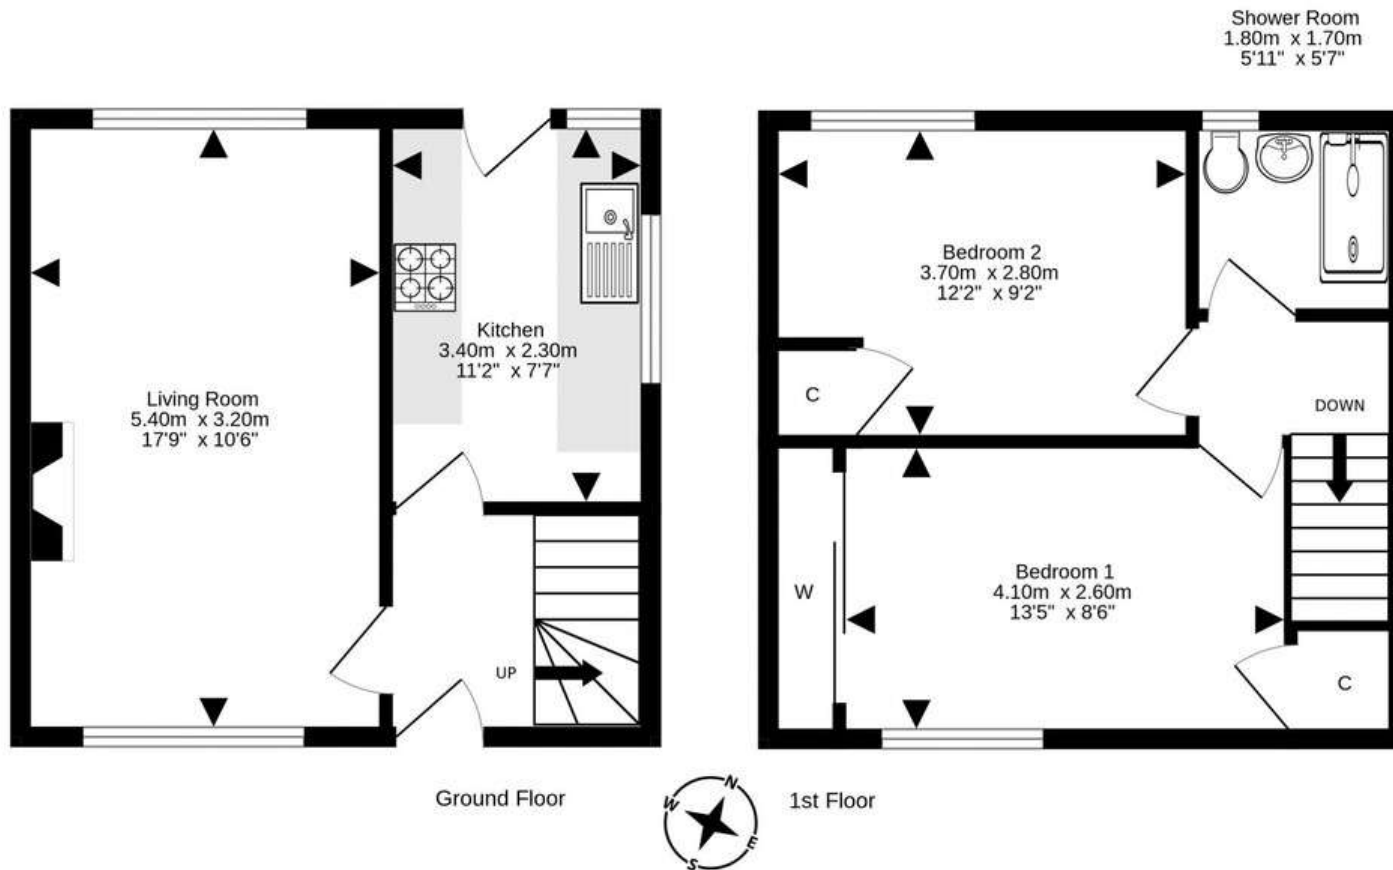 Shower Room
1.80m x 1.70m
5'11" x 5'7"
Living Room
5.40m x 3.20m
17'9" x 10'6"
Kitchen
3.40m x 2.30m
11'2" x 7'7"
UP
Ground Floor
Bedroom 2
3.70m x 2.80m
12'2" x 9'2"
C
DOWN
W
Bedroom 1
4.10m x 2.60m
13'5" x 8'6"
C
1st Floor
N
W
E
S